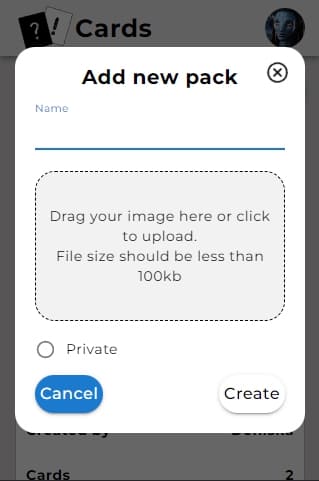 ? ! Cards
Add new pack
Name
Drag your image here or click
to upload.
File size should be less than
100kb
Private
Cancel
Create
Created by
Cards
2